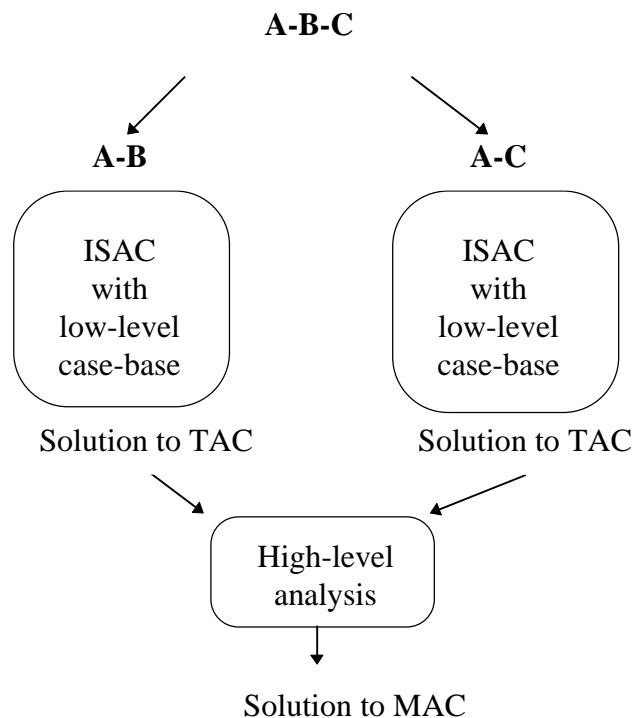 A-B-C
A-B
ISAC
with
low-level
case-base
Solution to TAC
A-C
ISAC
with
low-level
case-base
Solution to TAC
High-level
analysis
Solution to MAC